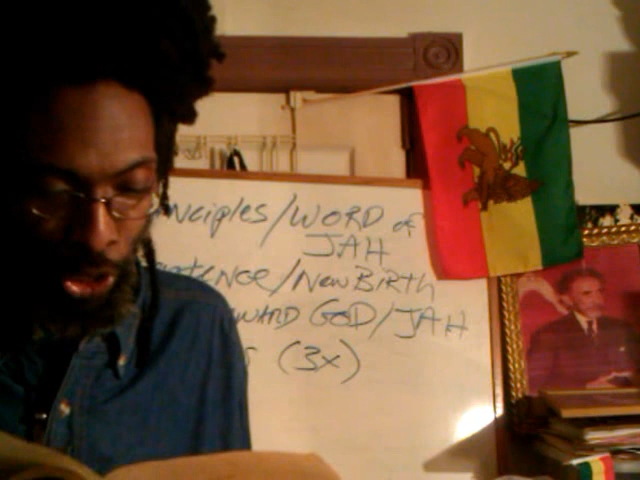 nciples/WORD of
JAH
ntence/New BIRTH
WARD GOD/JAH
(3x)